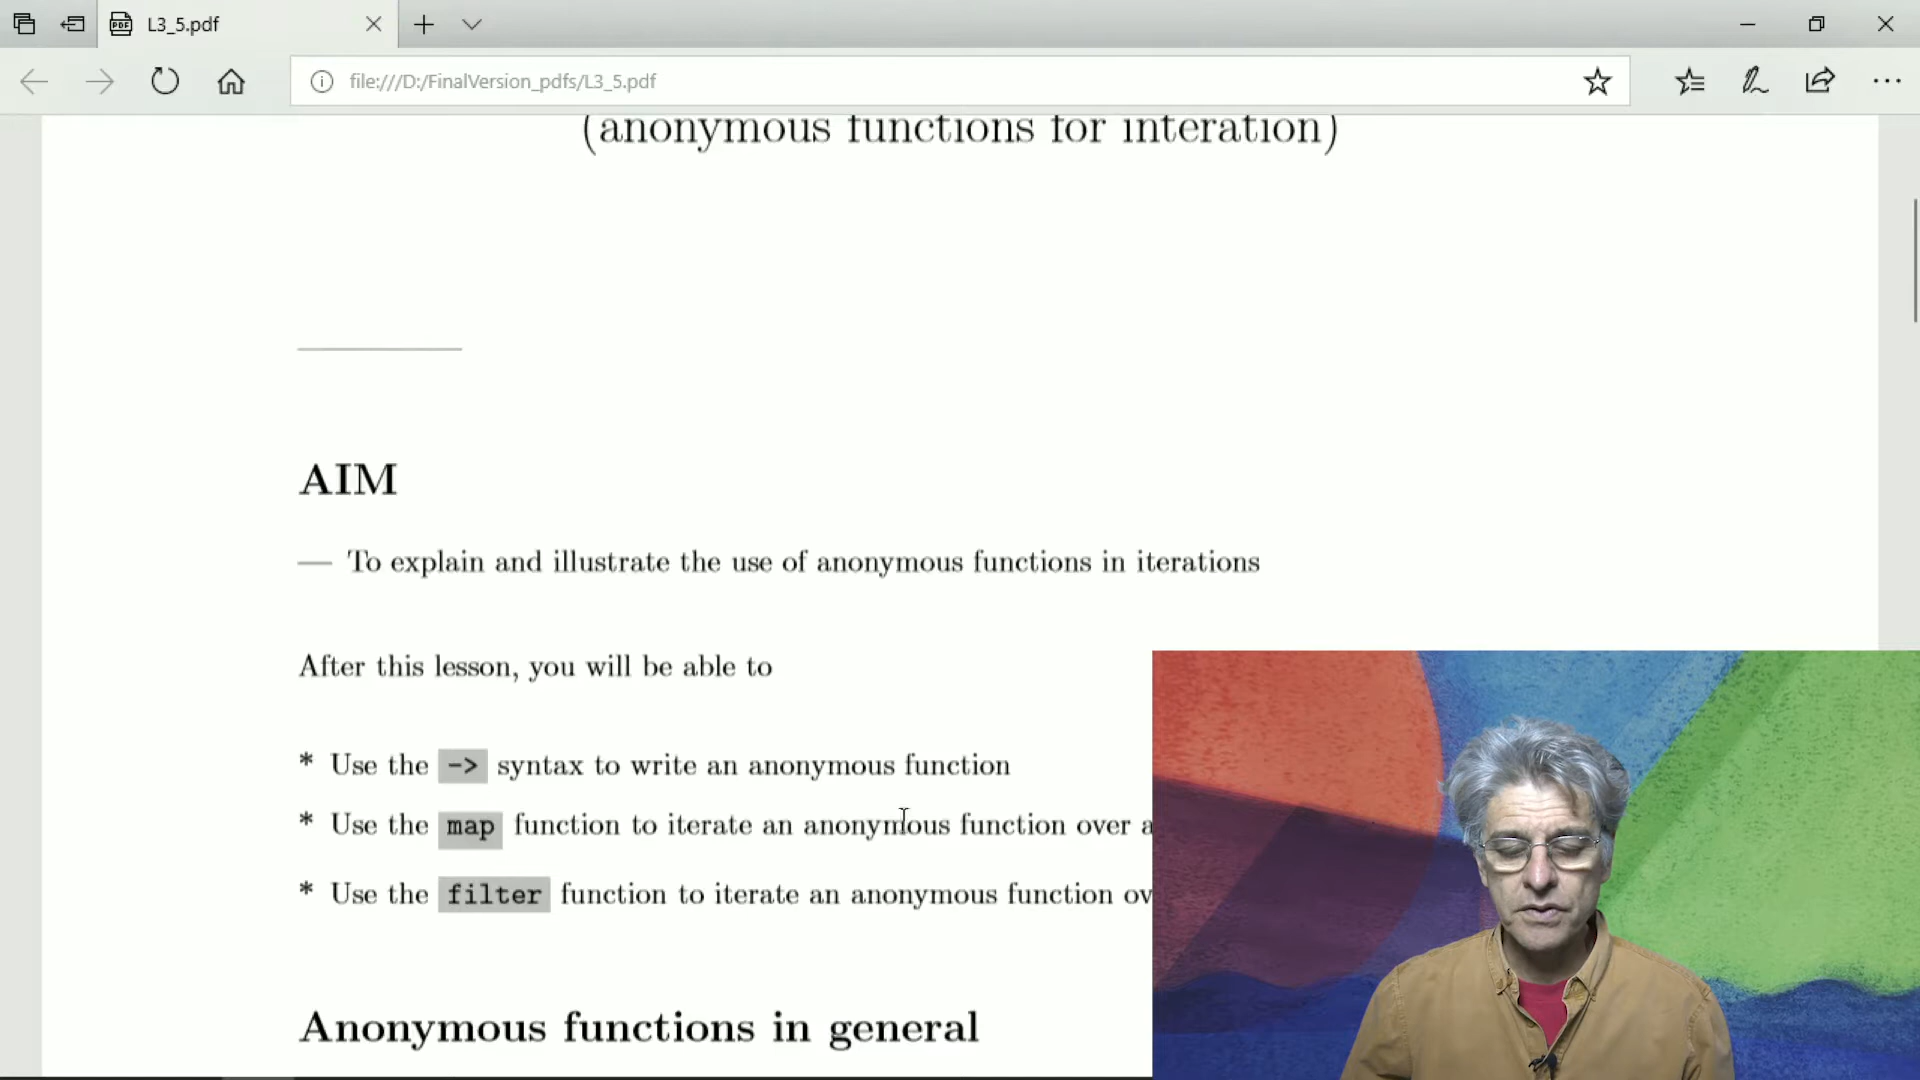 L3_5.pdf
file:///D:/FinalVersion_pdfs/L3_5.pdf
(anonymous functions for interation)
AIM
— To explain and illustrate the use of anonymous functions in iterations
After this lesson, you will be able to
* Use the -> syntax to write an anonymous function
* Use the map function to iterate an anonymous function over a
* Use the filter function to iterate an anonymous function ov
Anonymous functions in general